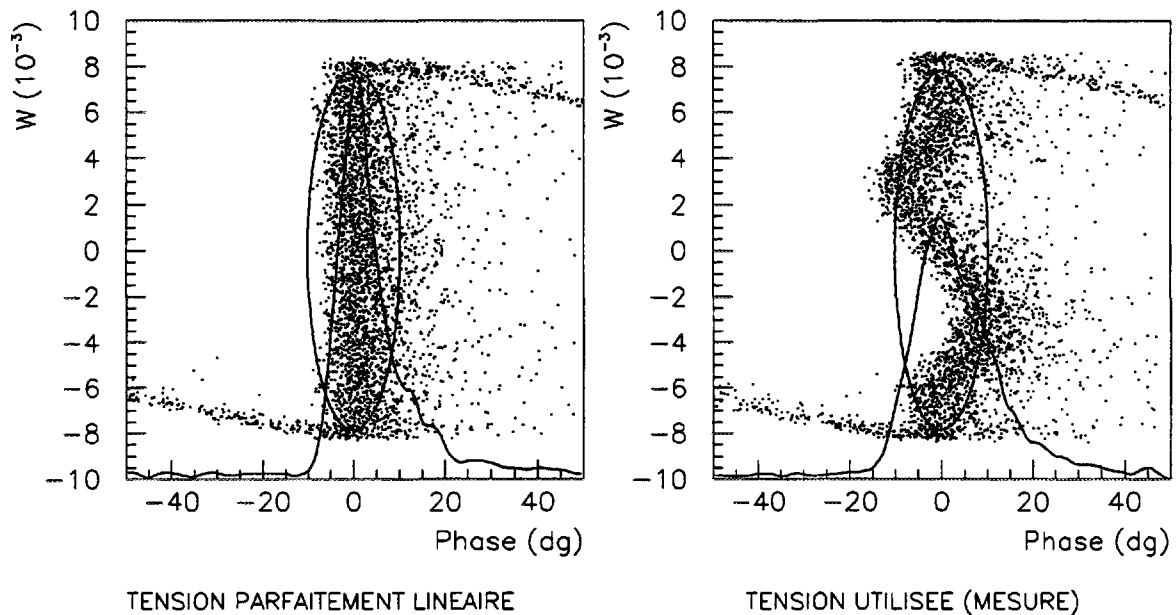 W (10⁻³)
10
8
6
4
2
0
−2
−4
−6
−8
−10
−40 −20 0 20 40
Phase (dg)
TENSION PARFAITEMENT LINEAIRE
W (10⁻³)
10
8
6
4
2
0
−2
−4
−6
−8
−10
−40 −20 0 20 40
Phase (dg)
TENSION UTILISEE (MESURE)